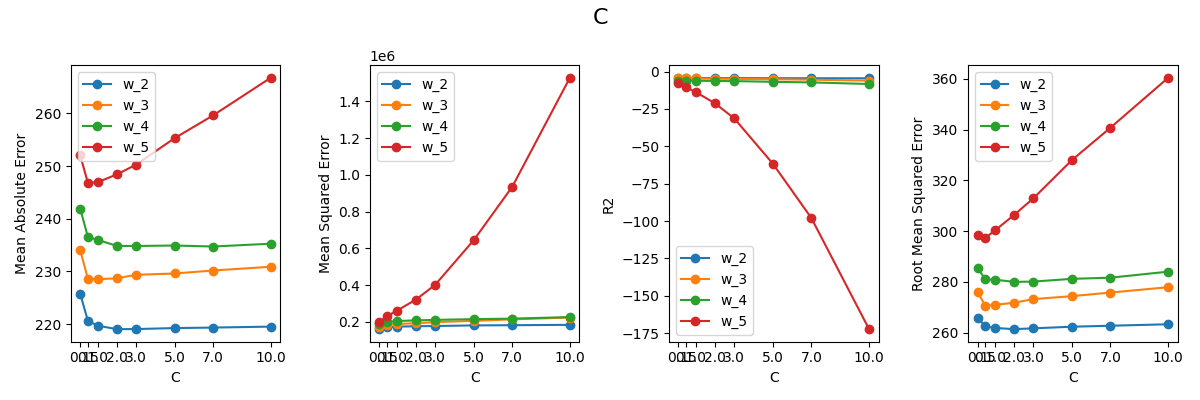 C
Mean Absolute Error
260
250
240
230
220
w_2
w_3
w_4
w_5
2.0
3.0
5.0
7.0
10.0
C
1e6
Mean Squared Error
1.4
1.2
1.0
0.8
0.6
0.4
0.2
w_2
w_3
w_4
w_5
2.0
3.0
5.0
7.0
10.0
C
R2
0
−25
−50
−75
−100
−125
−150
−175
w_2
w_3
w_4
w_5
2.0
3.0
5.0
7.0
10.0
C
Root Mean Squared Error
360
340
320
300
280
260
w_2
w_3
w_4
w_5
2.0
3.0
5.0
7.0
10.0
C